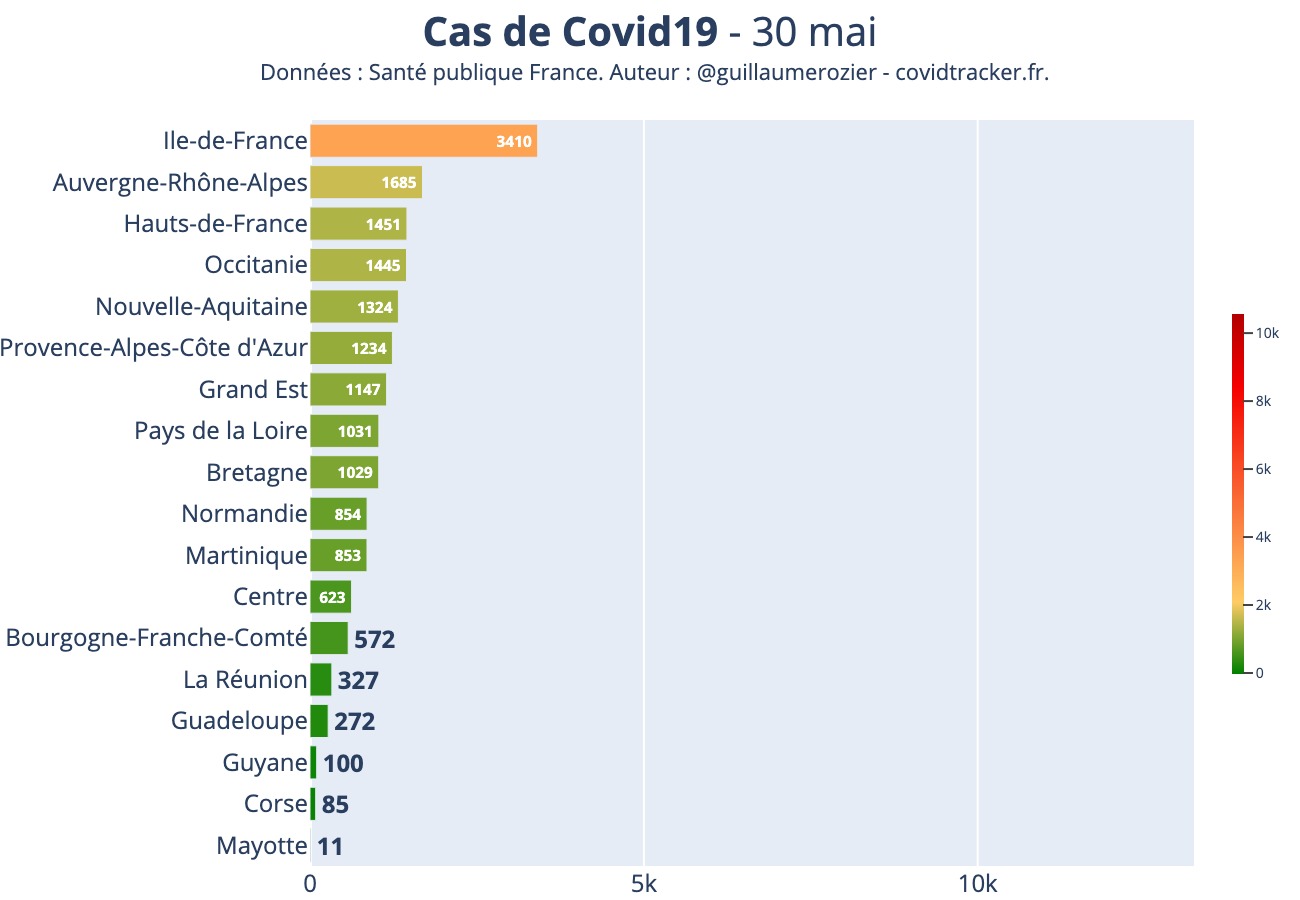 Cas de Covid19 - 30 mai
Données : Santé publique France. Auteur : @guillaumerozier - covidtracker.fr.
Ile-de-France 3410
Auvergne-Rhône-Alpes 1685
Hauts-de-France 1451
Occitanie 1445
Nouvelle-Aquitaine 1324
Provence-Alpes-Côte d'Azur 1234
Grand Est 1147
Pays de la Loire 1031
Bretagne 1029
Normandie 854
Martinique 853
Centre 623
Bourgogne-Franche-Comté 572
La Réunion 327
Guadeloupe 272
Guyane 100
Corse 85
Mayotte 11
0 5k 10k
10k
8k
6k
4k
2k
0